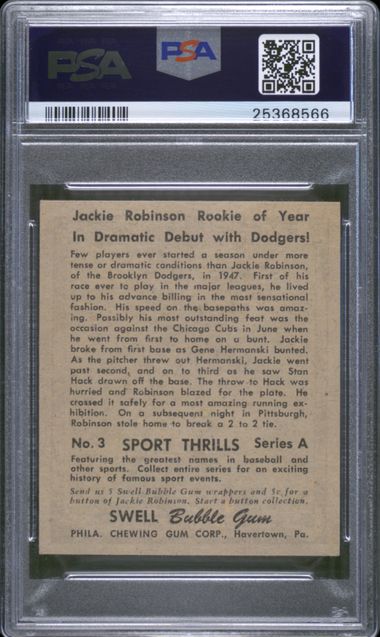 PSA
PSA
25368566
Jackie Robinson Rookie of Year
In Dramatic Debut with Dodgers!
Few players ever started a season under more
tense or dramatic conditions than Jackie Robinson,
of the Brooklyn Dodgers, in 1947. First of his
race ever to play in the major leagues, he lived
up to his advance billing in the most sensational
fashion. His speed on the basepaths was amaz-
ing. Possibly his most outstanding feat was the
occasion against the Chicago Cubs in June when
he went from first to home on a bunt. Jackie
broke from first base as Gene Hermanski bunted.
As the pitcher threw out Hermanski, Jackie went
past second, and on to third as he saw Stan
Hack drawn off the base. The throw to Hack was
hurried and Robinson blazed for the plate. He
crossed it safely for a most amazing running exhi-
bition. On a subsequent night in Pittsburgh,
Robinson stole home to break a 2 to 2 tie.
No. 3 SPORT THRILLS Series A
Featuring the greatest names in baseball and
other sports. Collect entire series for an exciting
history of famous sport events.
Send us 5 Swell Bubble Gum wrappers and 5c for a
button of Jackie Robinson. Start a button collection.
SWELL Bubble Gum
PHILA. CHEWING GUM CORP., Havertown, Pa.